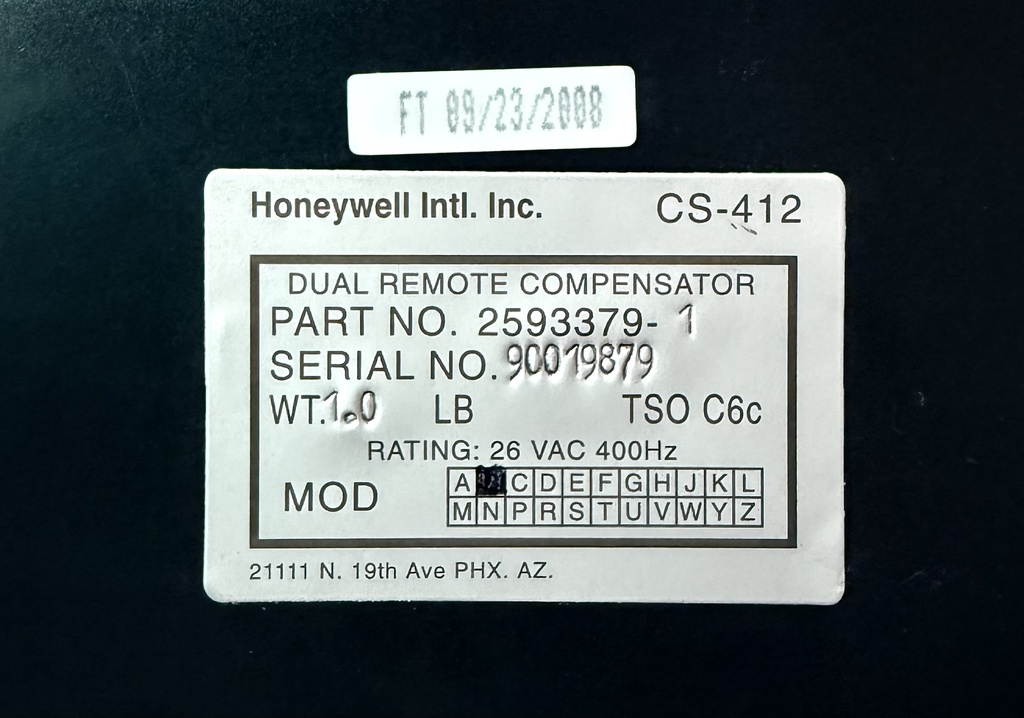 FT 09/23/2008
Honeywell Intl. Inc. CS-412
DUAL REMOTE COMPENSATOR
PART NO. 2593379- 1
SERIAL NO. 90019879
WT. 1.0 LB TSO C6c
RATING: 26 VAC 400Hz
MOD
A C D E F G H J K L
M N P R S T U V W Y Z
21111 N. 19th Ave PHX. AZ.